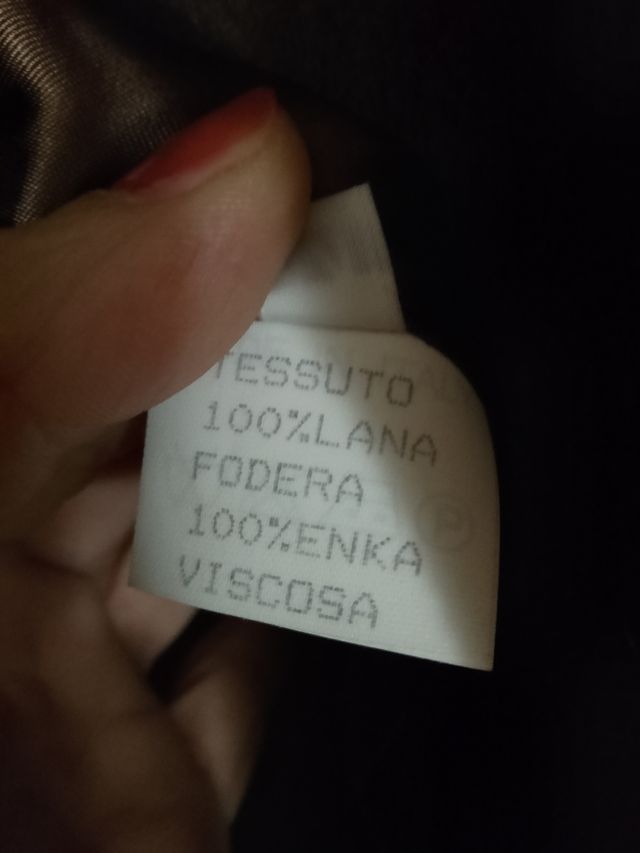 TESSUTO
100%LANA
FODERA
100%ENKA
VISCOSA